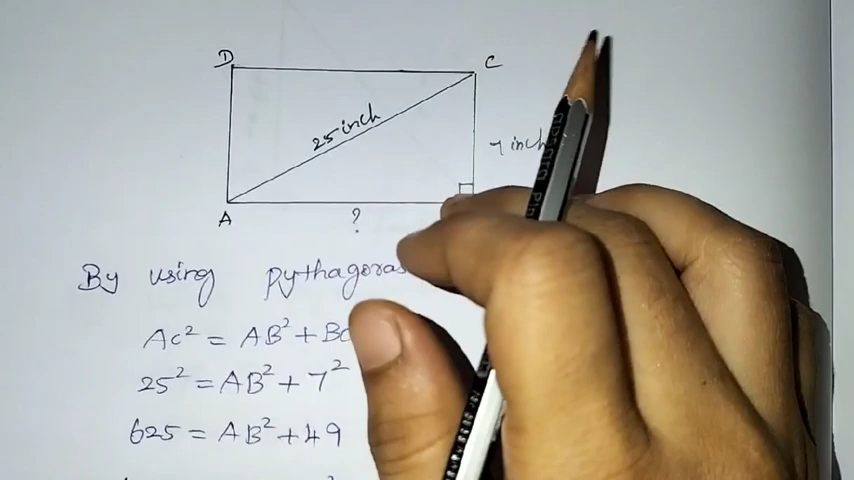 D C
25 inch
7 inch
A ?
By using pythagoras
AC² = AB² + BC
25² = AB² + 7²
625 = AB² + 49